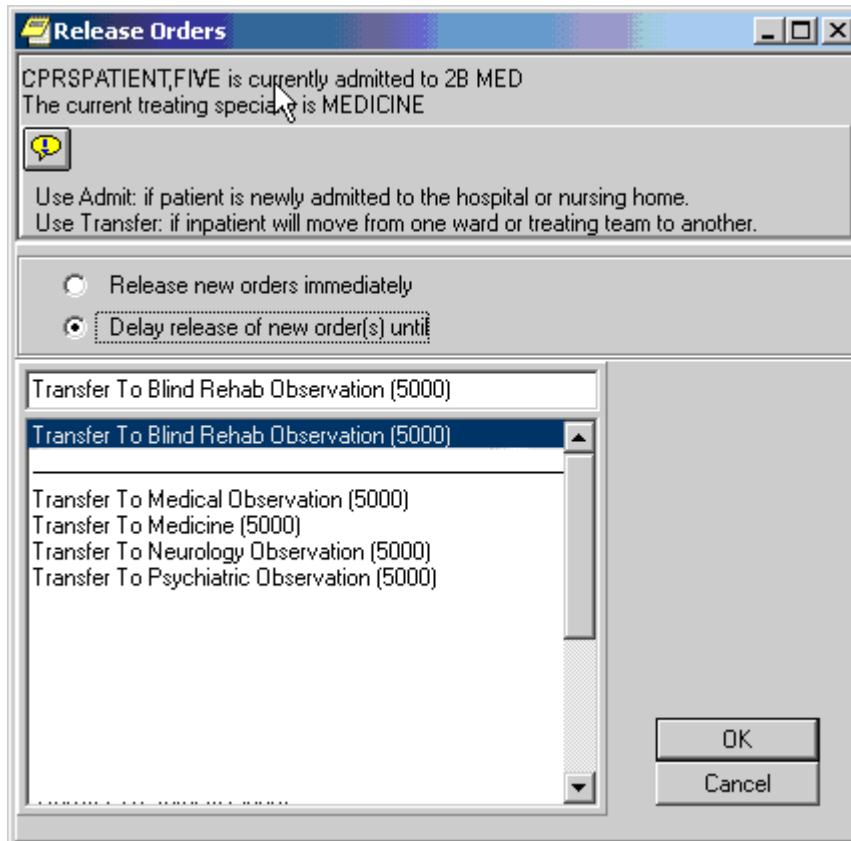 Release Orders
CPRSPATIENT,FIVE is currently admitted to 2B MED
The current treating specialty is MEDICINE
Use Admit: if patient is newly admitted to the hospital or nursing home.
Use Transfer: if inpatient will move from one ward or treating team to another.
Release new orders immediately
Delay release of new order(s) until
Transfer To Blind Rehab Observation (5000)
Transfer To Blind Rehab Observation (5000)
Transfer To Medical Observation (5000)
Transfer To Medicine (5000)
Transfer To Neurology Observation (5000)
Transfer To Psychiatric Observation (5000)
OK
Cancel